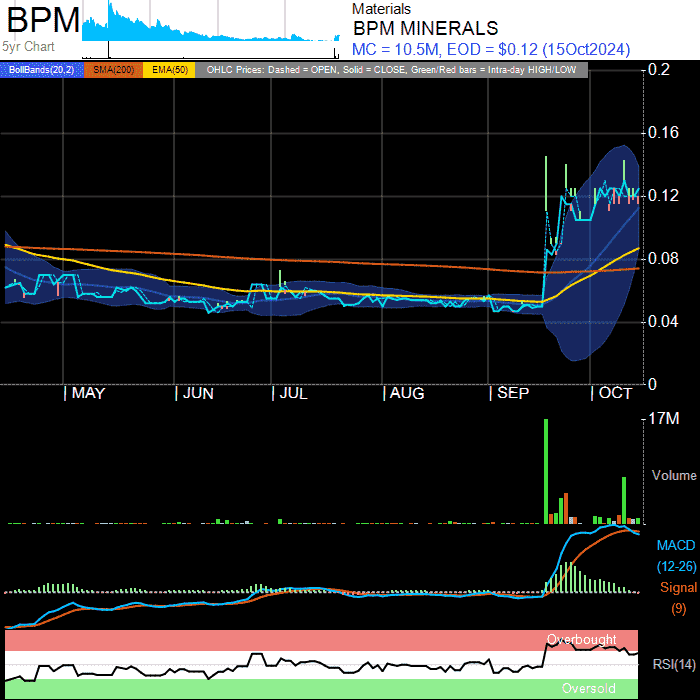 BPM
5yr Chart
Materials
BPM MINERALS
MC = 10.5M, EOD = $0.12 (15Oct2024)
BollBands(20,2) SMA(200) EMA(50) OHLC Prices: Dashed = OPEN, Solid = CLOSE, Green/Red bars = Intra-day HIGH/LOW
0.2
0.16
0.12
0.08
0.04
0
MAY JUN JUL AUG SEP OCT
17M
Volume
MACD
(12-26)
Signal
(9)
Overbought
RSI(14)
Oversold